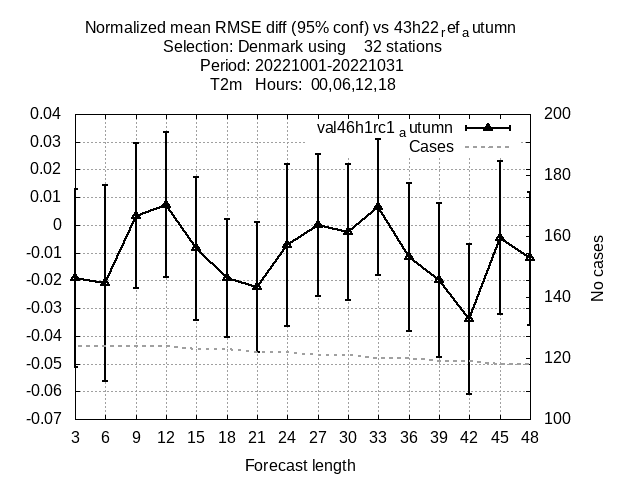 Normalized mean RMSE diff (95% conf) vs 43h22ᵣefₐutumn
Selection: Denmark using 32 stations
Period: 20221001-20221031
T2m Hours: 00,06,12,18
0.04 200
val46h1rc1ₐutumn
0.03
Cases
0.02 180
0.01
0
-0.01 160
-0.02
-0.03 140
-0.04
-0.05 120
-0.06
-0.07 100
No cases
3 6 9 12 15 18 21 24 27 30 33 36 39 42 45 48
Forecast length